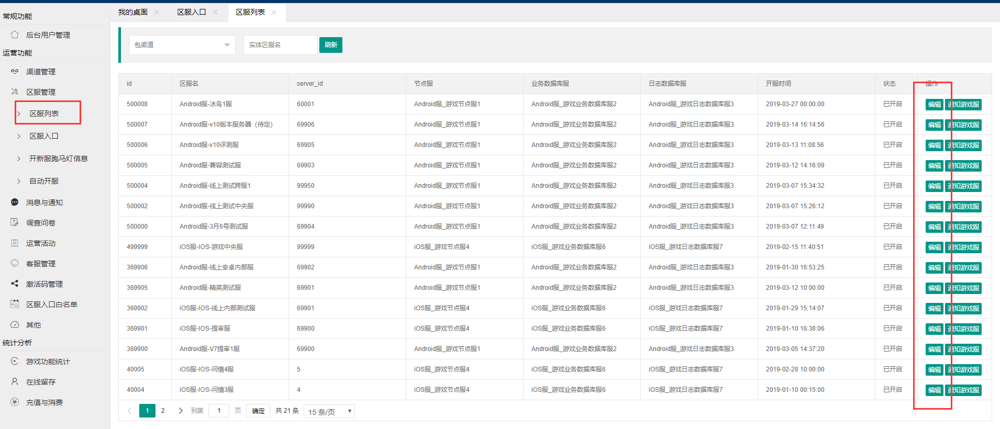 我的桌面 区服入口 区服列表
常规功能
后台用户管理
运营功能
渠道管理
区服管理
区服列表
区服入口
开新服跑马灯信息
自动开服
消息与通知
调查问卷
运营活动
客服管理
激活码管理
区服入口白名单
其他
统计分析
游戏功能统计
在线留存
充值与消费
包渠道 实体区服名 刷新
id 区服名 server_id 节点服 业务数据库服 日志数据库服 开服时间 状态 操作
500008 Android服-冰鸟1服 60001 Android服_游戏节点服1 Android服_游戏业务数据库服2 Android服_游戏日志数据库服3 2019-03-27 00:00:00 已开启 编辑 通知游戏服
500007 Android服-v10版本服务器（待定） 69906 Android服_游戏节点服1 Android服_游戏业务数据库服2 Android服_游戏日志数据库服3 2019-03-14 16:14:56 已开启 编辑 通知游戏服
500006 Android服-v10评测服 69905 Android服_游戏节点服1 Android服_游戏业务数据库服2 Android服_游戏日志数据库服3 2019-03-13 11:08:56 已开启 编辑 通知游戏服
500005 Android服-兼容测试服 69903 Android服_游戏节点服1 Android服_游戏业务数据库服2 Android服_游戏日志数据库服3 2019-03-12 14:16:09 已开启 编辑 通知游戏服
500004 Android服-线上测试跨服1 99950 Android服_游戏节点服1 Android服_游戏业务数据库服2 Android服_游戏日志数据库服3 2019-03-07 15:34:32 已开启 编辑 通知游戏服
500002 Android服-线上测试中央服 99990 Android服_游戏节点服1 Android服_游戏业务数据库服2 Android服_游戏日志数据库服3 2019-03-07 15:26:12 已开启 编辑 通知游戏服
500000 Android服-3月6号测试服 69904 Android服_游戏节点服1 Android服_游戏业务数据库服2 Android服_游戏日志数据库服3 2019-03-07 12:11:49 已开启 编辑 通知游戏服
499999 iOS服-IOS-游戏中央服 99999 iOS服_游戏节点服4 iOS服_游戏业务数据库服6 iOS服_游戏日志数据库服7 2019-02-15 11:40:51 已开启 编辑 通知游戏服
369906 Android服-线上安卓内部服 69902 Android服_游戏节点服1 Android服_游戏业务数据库服2 Android服_游戏日志数据库服3 2019-01-30 16:53:25 已开启 编辑 通知游戏服
369905 Android服-精英测试服 69901 Android服_游戏节点服1 Android服_游戏业务数据库服2 Android服_游戏日志数据库服3 2019-03-12 10:00:00 已开启 编辑 通知游戏服
369902 iOS服-IOS-线上内部测试服 69901 iOS服_游戏节点服4 iOS服_游戏业务数据库服6 iOS服_游戏日志数据库服7 2019-01-29 15:14:07 已开启 编辑 通知游戏服
369901 iOS服-IOS-提审服 69900 iOS服_游戏节点服4 iOS服_游戏业务数据库服6 iOS服_游戏日志数据库服7 2019-01-10 16:38:06 已开启 编辑 通知游戏服
369900 Android服-V7提审1服 69900 Android服_游戏节点服1 Android服_游戏业务数据库服2 Android服_游戏日志数据库服3 2019-03-05 14:37:20 已开启 编辑 通知游戏服
40005 iOS服-IOS-问情4服 5 iOS服_游戏节点服4 iOS服_游戏业务数据库服6 iOS服_游戏日志数据库服7 2019-02-28 10:00:00 已开启 编辑 通知游戏服
40004 iOS服-IOS-问情3服 4 iOS服_游戏节点服4 iOS服_游戏业务数据库服6 iOS服_游戏日志数据库服7 2019-01-10 00:15:00 已开启 编辑 通知游戏服
1 2 到第 1 页 确定 共 21 条 15 条/页